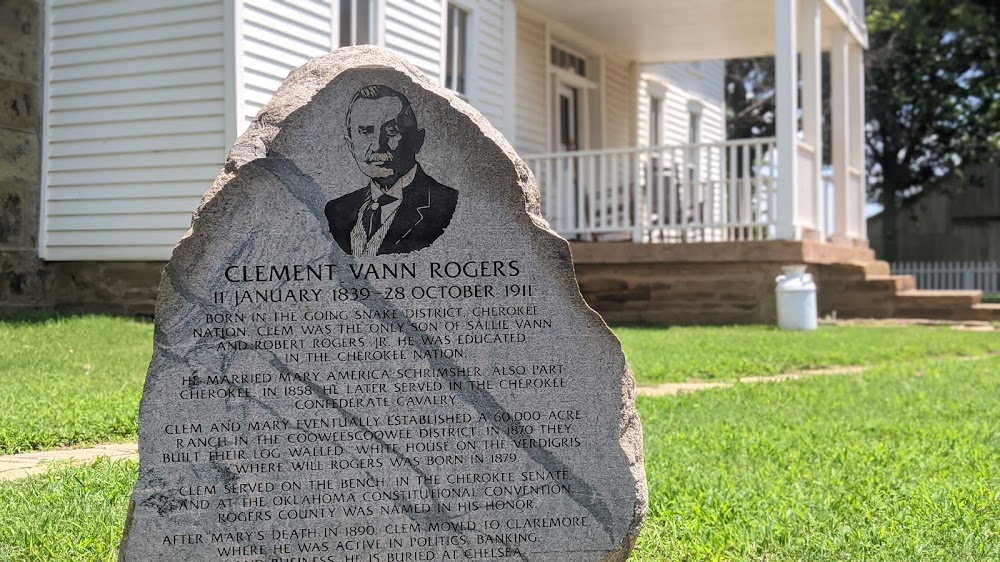 CLEMENT VANN ROGERS
11 JANUARY 1839–28 OCTOBER 1911
BORN IN THE GOING SNAKE DISTRICT, CHEROKEE
NATION, CLEM WAS THE ONLY SON OF SALLIE VANN
AND ROBERT ROGERS, JR. HE WAS EDUCATED
IN THE CHEROKEE NATION.
HE MARRIED MARY AMERICA SCHRIMSHER, ALSO PART
CHEROKEE, IN 1858. HE LATER SERVED IN THE CHEROKEE
CONFEDERATE CAVALRY.
CLEM AND MARY EVENTUALLY ESTABLISHED A 60,000 ACRE
RANCH IN THE COOWEESCOOWEE DISTRICT. IN 1870 THEY
BUILT THEIR LOG WALLED, WHITE HOUSE ON THE VERDIGRIS
WHERE WILL ROGERS WAS BORN IN 1879.
CLEM SERVED ON THE BENCH, IN THE CHEROKEE SENATE,
AND AT THE OKLAHOMA CONSTITUTIONAL CONVENTION.
ROGERS COUNTY WAS NAMED IN HIS HONOR.
AFTER MARY'S DEATH IN 1890, CLEM MOVED TO CLAREMORE,
WHERE HE WAS ACTIVE IN POLITICS, BANKING,
AND BUSINESS. HE IS BURIED AT CHELSEA